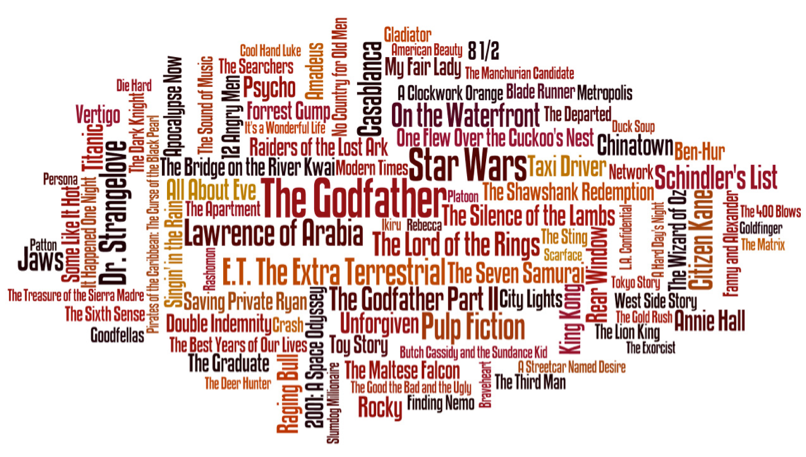 Gladiator
Cool Hand Luke
American Beauty
8 1/2
Amadeus
No Country for Old Men
Casablanca
My Fair Lady
The Manchurian Candidate
Apocalypse Now
The Sound of Music
The Searchers
Die Hard
The Dark Knight
Psycho
12 Angry Men
A Clockwork Orange
Blade Runner
Metropolis
Vertigo
Titanic
Pirates of the Caribbean: The Curse of the Black Pearl
Forrest Gump
It's a Wonderful Life
On the Waterfront
The Departed
Duck Soup
One Flew Over the Cuckoo's Nest
Chinatown
Ben-Hur
Raiders of the Lost Ark
Dr. Strangelove
The Bridge on the River Kwai
Modern Times
Star Wars
Taxi Driver
Network
Schindler's List
Persona
Some Like It Hot
It Happened One Night
All About Eve
The Godfather
Platoon
The Shawshank Redemption
Singin' in the Rain
The Apartment
The Silence of the Lambs
L.A. Confidential
A Hard Day's Night
The Wizard of Oz
Citizen Kane
Fanny and Alexander
The 400 Blows
Goldfinger
The Matrix
Lawrence of Arabia
Ikiru
Rebecca
The Lord of the Rings
The Sting
Scarface
Rear Window
Patton
Jaws
Rashomon
E.T. The Extra Terrestrial
The Seven Samurai
Tokyo Story
The Treasure of the Sierra Madre
Saving Private Ryan
2001: A Space Odyssey
The Godfather Part II
City Lights
King Kong
West Side Story
The Sixth Sense
The Gold Rush
Annie Hall
Goodfellas
Double Indemnity
Crash
Unforgiven
Pulp Fiction
The Lion King
The Best Years of Our Lives
Toy Story
The Exorcist
Butch Cassidy and the Sundance Kid
The Graduate
Raging Bull
Slumdog Millionaire
The Maltese Falcon
Braveheart
A Streetcar Named Desire
The Deer Hunter
The Good the Bad and the Ugly
The Third Man
Rocky
Finding Nemo